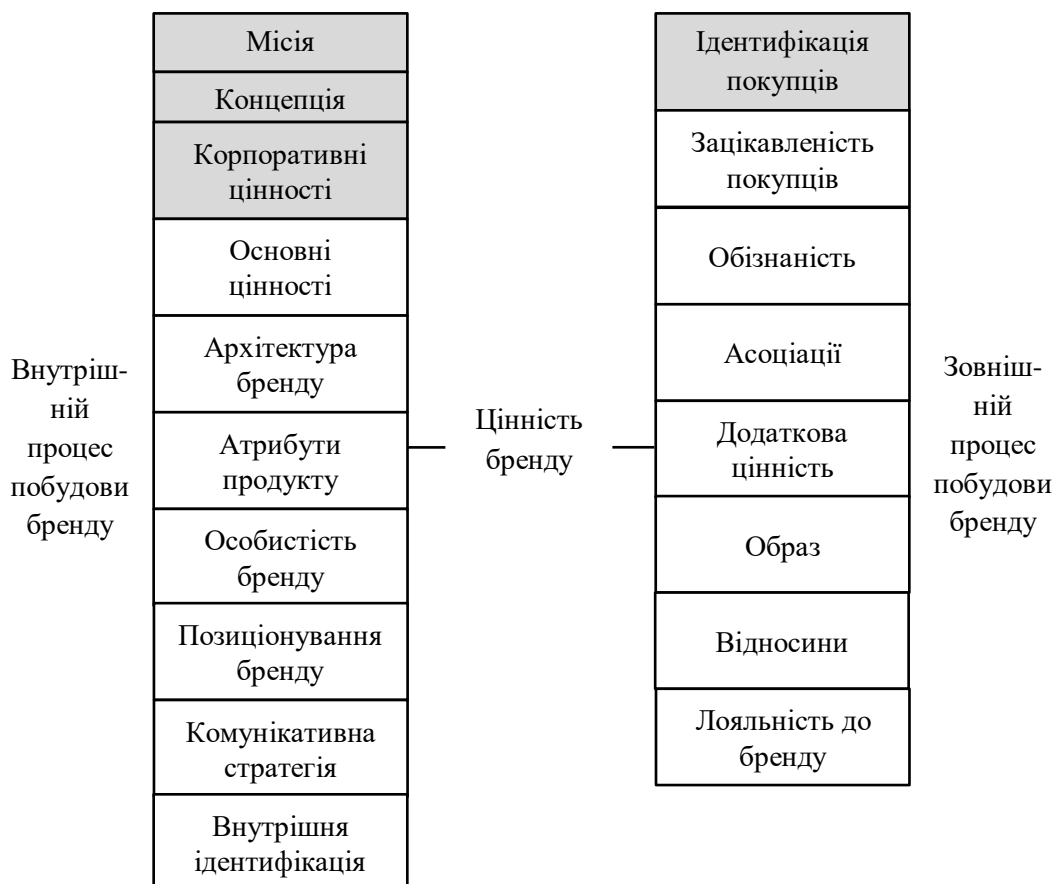 Місія
Концепція
Корпоративні
цінності
Основні
цінності
Архітектура
бренду
Атрибути
продукту
Особистість
бренду
Позиціонування
бренду
Комунікативна
стратегія
Внутрішня
ідентифікація
Внутріш-
ній
процес
побудови
бренду
Цінність
бренду
Ідентифікація
покупців
Зацікавленість
покупців
Обізнаність
Асоціації
Додаткова
цінність
Образ
Відносини
Лояльність до
бренду
Зовніш-
ній
процес
побудови
бренду